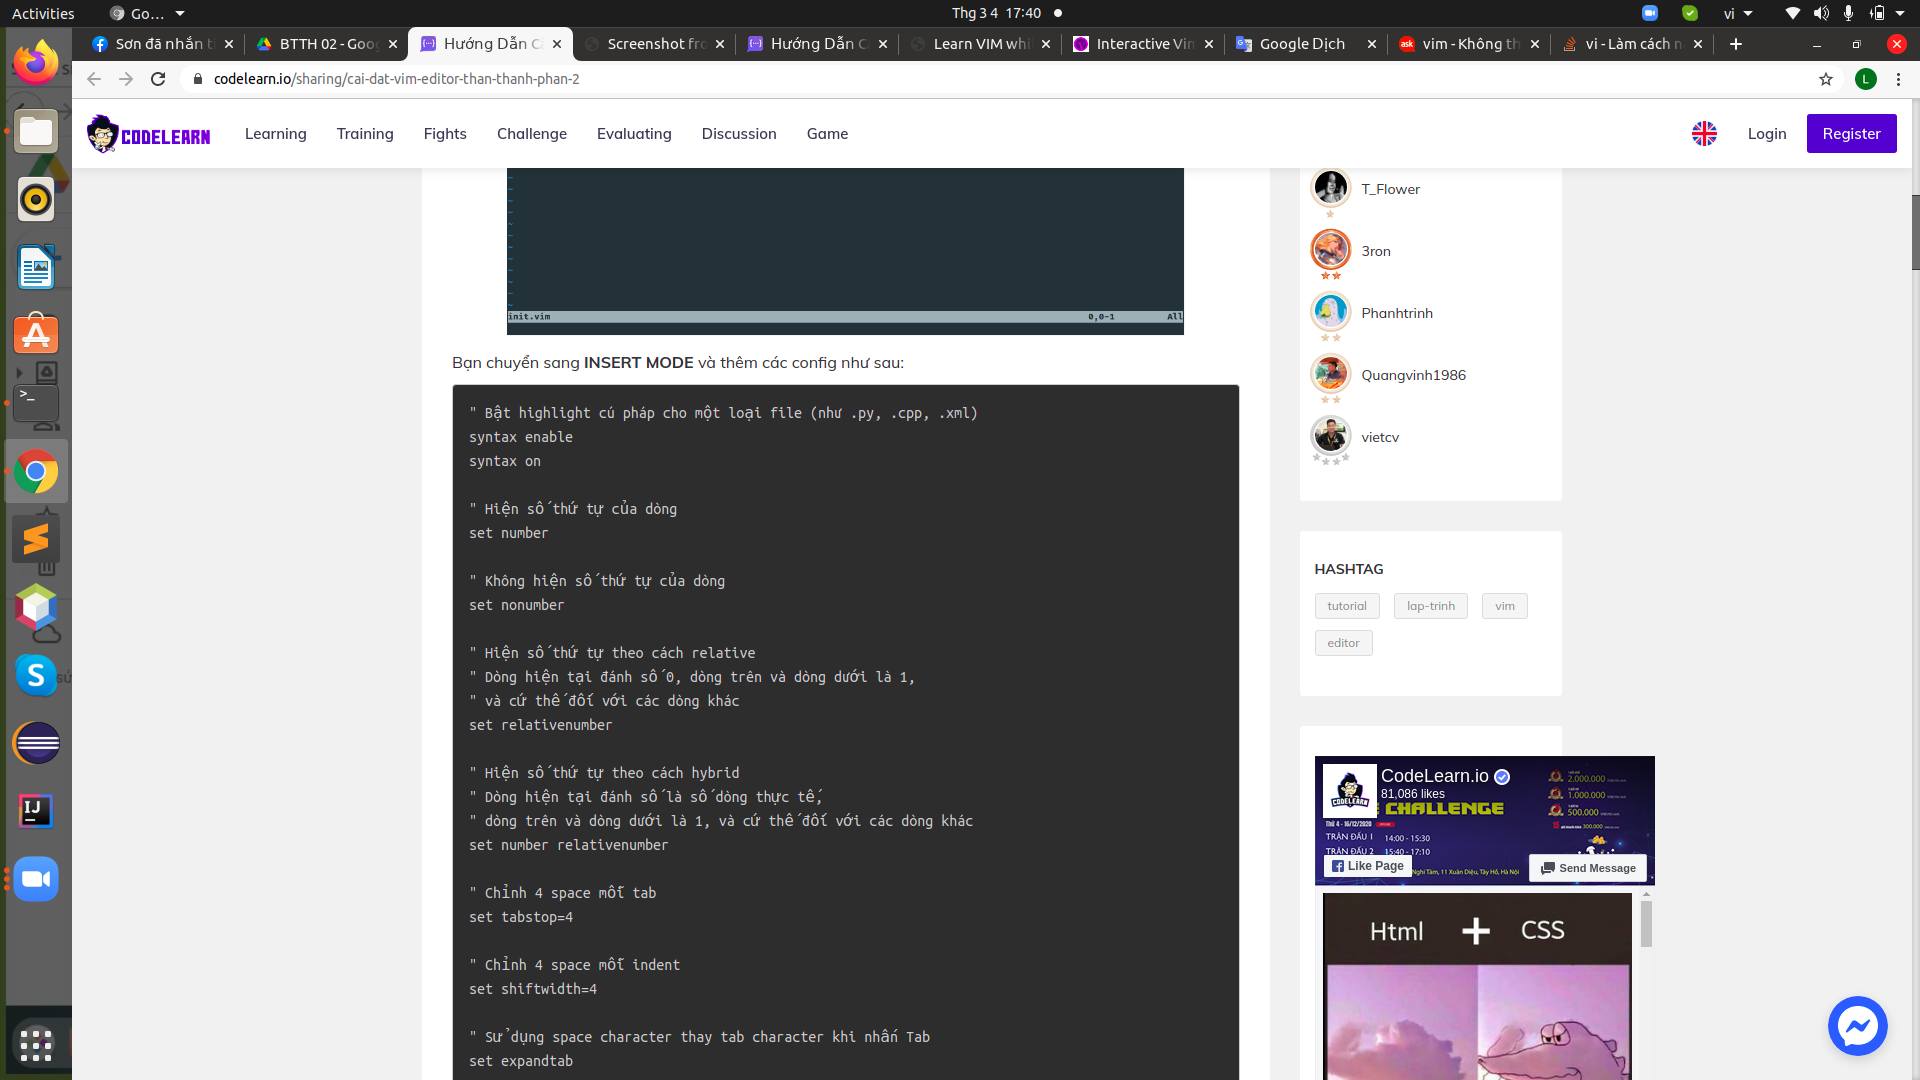 Activities
Go…
Thg 3 4 17:40
vi
Sơn đã nhắn t
BTTH 02 - Goo
Hướng Dẫn C
Screenshot fro
Hướng Dẫn C
Learn VIM whi
Interactive Vim
Google Dịch
vim - Không th
vi - Làm cách n
codelearn.io/sharing/cai-dat-vim-editor-than-thanh-phan-2
L
CODELEARN
Learning
Training
Fights
Challenge
Evaluating
Discussion
Game
Login
Register
init.vim 0,0-1 All
Bạn chuyển sang INSERT MODE và thêm các config như sau:
" Bật highlight cú pháp cho một loại file (như .py, .cpp, .xml)
syntax enable
syntax on
" Hiện số thứ tự của dòng
set number
" Không hiện số thứ tự của dòng
set nonumber
" Hiện số thứ tự theo cách relative
" Dòng hiện tại đánh số 0, dòng trên và dòng dưới là 1,
" và cứ thế đối với các dòng khác
set relativenumber
" Hiện số thứ tự theo cách hybrid
" Dòng hiện tại đánh số là số dòng thực tế,
" dòng trên và dòng dưới là 1, và cứ thế đối với các dòng khác
set number relativenumber
" Chỉnh 4 space mỗi tab
set tabstop=4
" Chỉnh 4 space mỗi indent
set shiftwidth=4
" Sử dụng space character thay tab character khi nhấn Tab
set expandtab
T_Flower
3ron
Phanhtrinh
Quangvinh1986
vietcv
HASHTAG
tutorial
lap-trinh
vim
editor
CodeLearn.io
81,086 likes
CHALLENGE
2.000.000
1.000.000
500.000
300.000
Thứ 4 - 16/12/2020
TRẬN ĐẤU 1 14:00 - 15:30
TRẬN ĐẤU 2 15:40 - 17:10
Nghi Tàm, 11 Xuân Diệu, Tây Hồ, Hà Nội
Like Page
Send Message
Html + CSS